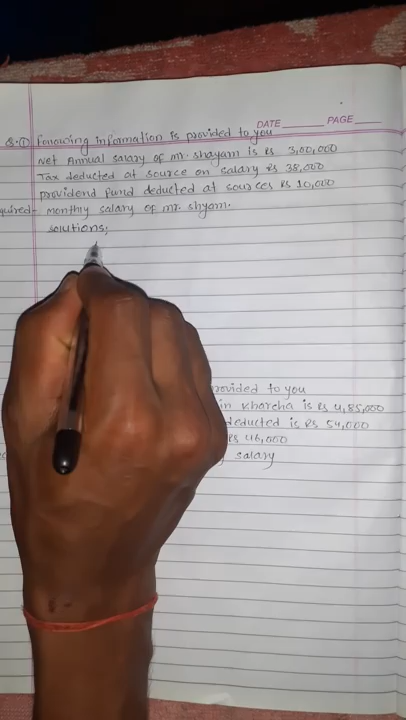 DATE PAGE
Q.① Following information is provided to you
Net Annual salary of mr. shayam is Rs 3,00,000
Tax deducted at source on salary Rs 38,000
providend fund deducted at sources Rs 10,000
quired- monthly salary of mr. shyam.
solutions;
rovided to you
in v.harcha is Rs 4,85,000
deducted is Rs 54,000
Rs 46,000
salary